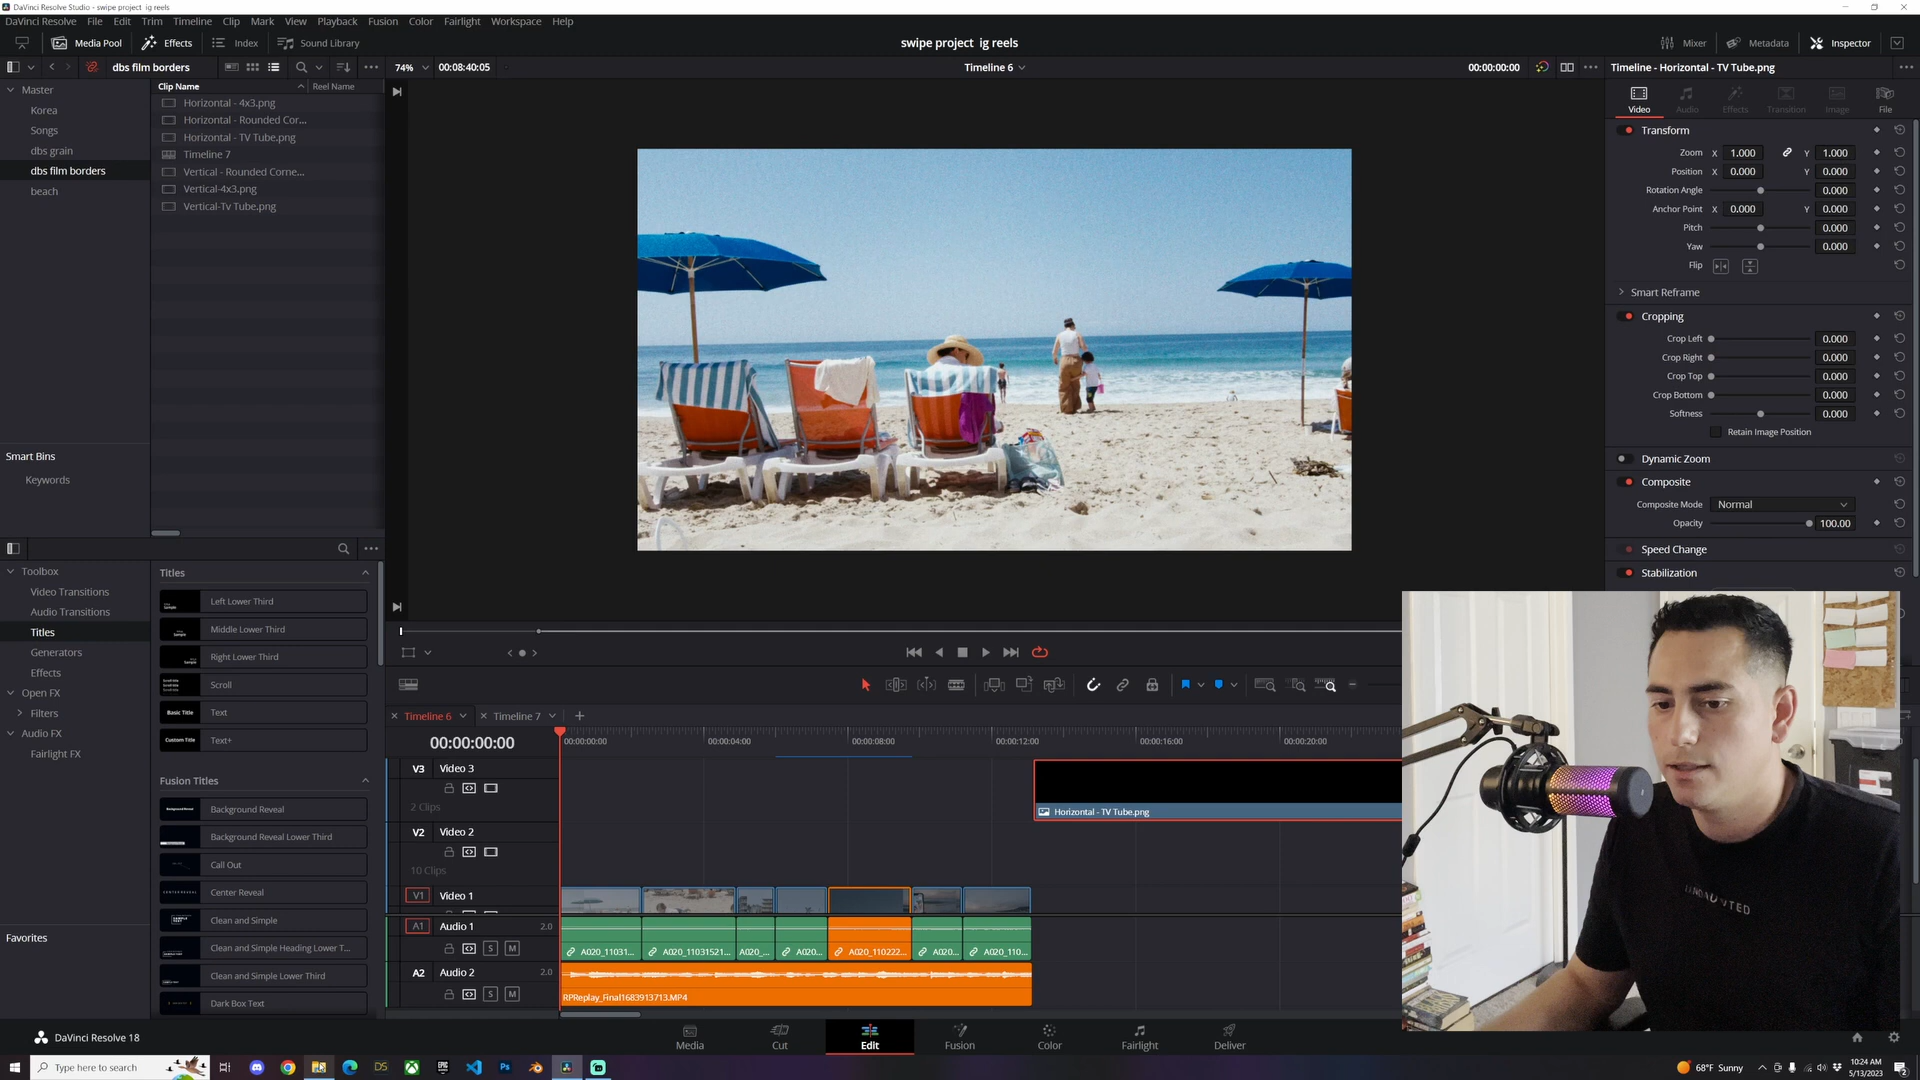 DaVinci Resolve Studio - swipe project  ig reels
DaVinci Resolve File Edit Trim Timeline Clip Mark View Playback Fusion Color Fairlight Workspace Help
Media Pool Effects Index Sound Library
swipe project  ig reels
Mixer Metadata Inspector
dbs film borders
74% 00:08:40:05
Timeline 6
00:00:00:00
Timeline - Horizontal - TV Tube.png
Master
Korea
Songs
dbs grain
dbs film borders
beach
Clip Name Reel Name
Horizontal - 4x3.png
Horizontal - Rounded Cor...
Horizontal - TV Tube.png
Timeline 7
Vertical - Rounded Corne...
Vertical-4x3.png
Vertical-Tv Tube.png
Smart Bins
Keywords
Video Audio Effects Transition Image File
Transform
Zoom X 1.000 Y 1.000
Position X 0.000 Y 0.000
Rotation Angle 0.000
Anchor Point X 0.000 Y 0.000
Pitch 0.000
Yaw 0.000
Flip
Smart Reframe
Cropping
Crop Left 0.000
Crop Right 0.000
Crop Top 0.000
Crop Bottom 0.000
Softness 0.000
Retain Image Position
Dynamic Zoom
Composite
Composite Mode Normal
Opacity 100.00
Speed Change
Stabilization
Toolbox
Video Transitions
Audio Transitions
Titles
Generators
Effects
Open FX
Filters
Audio FX
Fairlight FX
Favorites
Titles
Left Lower Third
Middle Lower Third
Right Lower Third
Scroll
Basic Title Text
Custom Title Text+
Fusion Titles
Background Reveal
Background Reveal Lower Third
Call Out
Center Reveal
Clean and Simple
Clean and Simple Heading Lower T...
Clean and Simple Lower Third
Dark Box Text
Timeline 6 Timeline 7
00:00:00:00
00:00:00:00 00:00:04:00 00:00:08:00 00:00:12:00 00:00:16:00 00:00:20:00
V3 Video 3
2 Clips
Horizontal - TV Tube.png
V2 Video 2
10 Clips
V1 Video 1
A1 Audio 1 2.0
S M
A020_11031... A020_11031521... A020_... A020... A020_110222... A020... A020_110...
A2 Audio 2 2.0
S M
RPReplay_Final1683913713.MP4
DaVinci Resolve 18
Media Cut Edit Fusion Color Fairlight Deliver
Type here to search
DS
EPIC
Ps
68°F Sunny
10:24 AM
5/13/2023
2